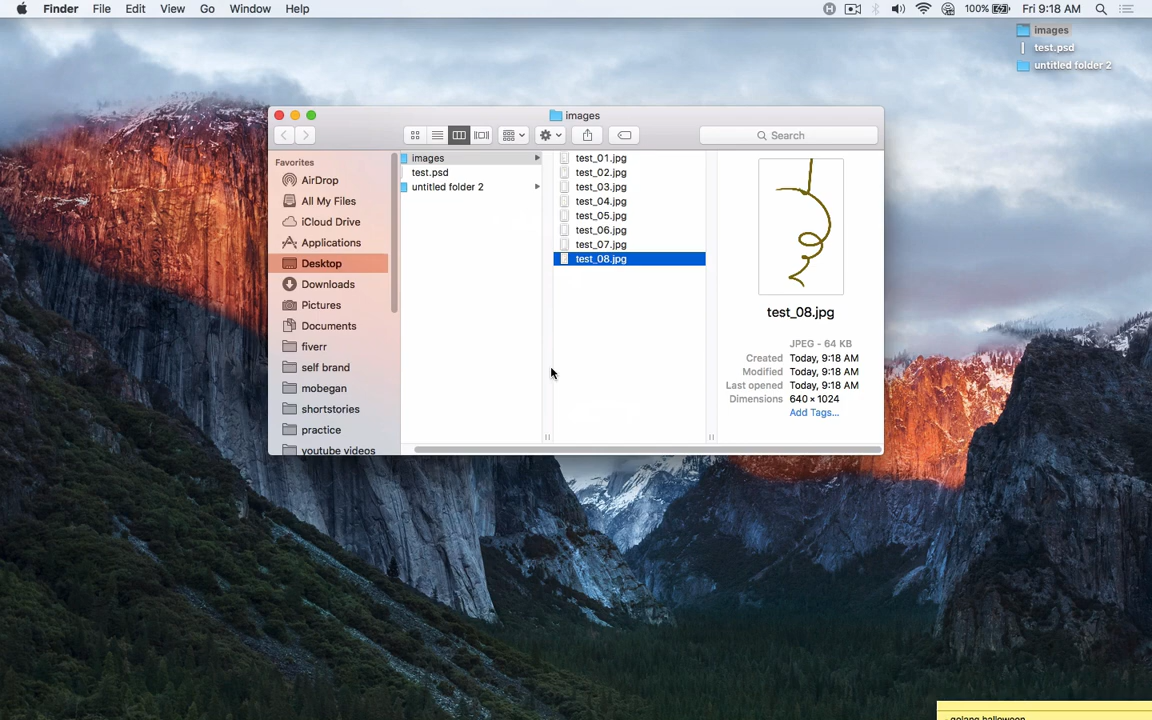 Finder File Edit View Go Window Help 100% Fri 9:18 AM
images
test.psd
untitled folder 2
images
Search
Favorites
AirDrop
All My Files
iCloud Drive
Applications
Desktop
Downloads
Pictures
Documents
fiverr
self brand
mobegan
shortstories
practice
youtube videos
images
test.psd
untitled folder 2
test_01.jpg
test_02.jpg
test_03.jpg
test_04.jpg
test_05.jpg
test_06.jpg
test_07.jpg
test_08.jpg
test_08.jpg
JPEG - 64 KB
Created Today, 9:18 AM
Modified Today, 9:18 AM
Last opened Today, 9:18 AM
Dimensions 640 × 1024
Add Tags...
- golang halloween